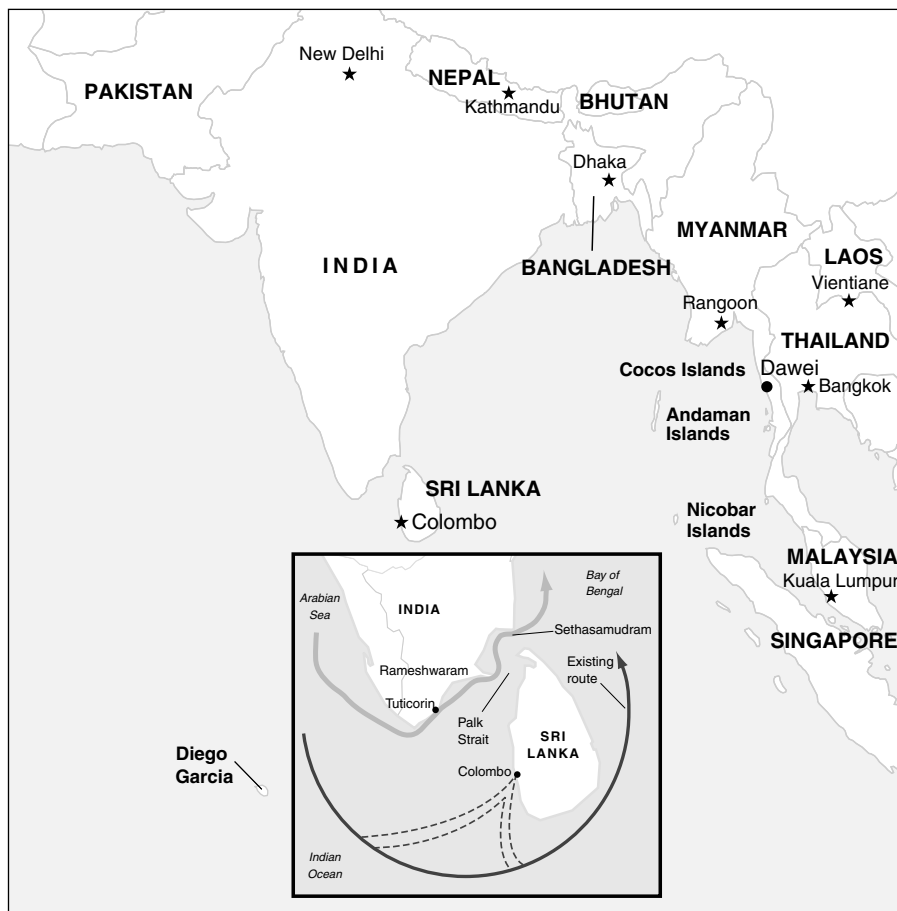 New Delhi
PAKISTAN
NEPAL
Kathmandu
BHUTAN
Dhaka
MYANMAR
INDIA
BANGLADESH
LAOS
Vientiane
Rangoon
THAILAND
Cocos Islands
Dawei
Bangkok
Andaman
Islands
SRI LANKA
Colombo
Nicobar
Islands
MALAYSIA
Kuala Lumpur
SINGAPORE
Diego
Garcia
Arabian
Sea
INDIA
Bay of
Bengal
Sethasamudram
Rameshwaram
Existing
route
Tuticorin
Palk
Strait
SRI
LANKA
Colombo
Indian
Ocean